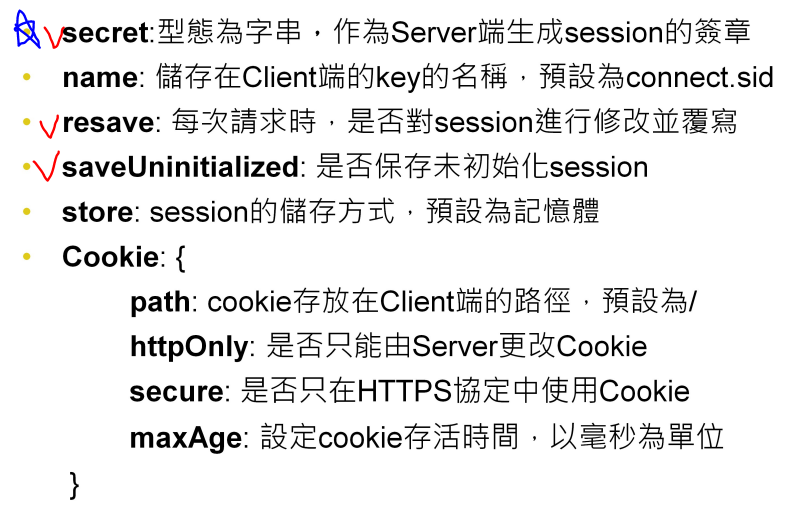 • secret:型態為字串，作為Server端生成session的簽章
• name: 儲存在Client端的key的名稱，預設為connect.sid
• resave: 每次請求時，是否對session進行修改並覆寫
• saveUninitialized: 是否保存未初始化session
• store: session的儲存方式，預設為記憶體
• Cookie: {
path: cookie存放在Client端的路徑，預設為/
httpOnly: 是否只能由Server更改Cookie
secure: 是否只在HTTPS協定中使用Cookie
maxAge: 設定cookie存活時間，以毫秒為單位
}